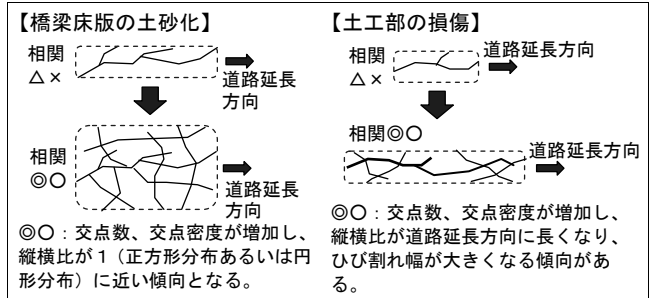 【橋梁床版の土砂化】
相関
△×
道路延長
方向
相関
◎○
道路延長
方向
◎○：交点数、交点密度が増加し、
縦横比が１（正方形分布あるいは円
形分布）に近い傾向となる。
【土工部の損傷】
相関
△×
道路延長方向
相関◎○
道路延長方向
◎○：交点数、交点密度が増加し、
縦横比が道路延長方向に長くなり、
ひび割れ幅が大きくなる傾向があ
る。